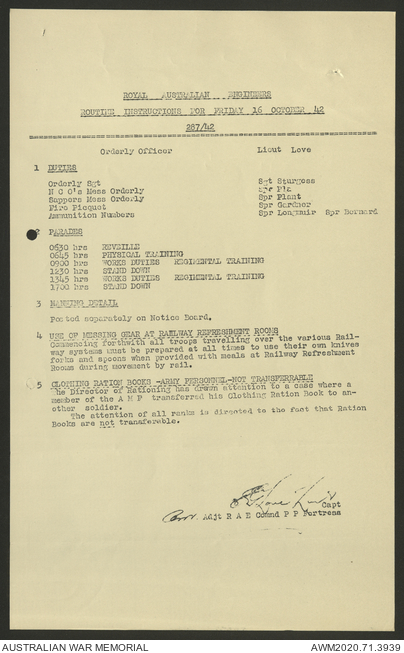 ROYAL AUSTRALIAN ENGINEERS
ROUTINE INSTRUCTIONS FOR FRIDAY 16 OCTOBER 42
287/42
Orderly Officer Lieut Love
1 DUTIES
Orderly Sgt Sgt Sturgess
N C O's Mess Orderly
Sappers Mess Orderly Spr Plant
Fire Picquet Spr Gardner
Ammunition Numbers Spr Longmuir Spr Bernard
2 PARADES
0630 hrs REVEILLE
0645 hrs PHYSICAL TRAINING
0900 hrs WORKS DUTIES REGIMENTAL TRAINING
1230 hrs STAND DOWN
1345 hrs WORKS DUTIES REGIMENTAL TRAINING
1700 hrs STAND DOWN
3 MANNING DETAIL
Posted separately on Notice Board.
4 USE OF MESSING GEAR AT RAILWAY REFRESHMENT ROOMS
Commencing forthwith all troops travelling over the various Rail-
way systems must be prepared at all times to use their own knives
forks and spoons when provided with meals at Railway Refreshment
Rooms during movement by rail.
5 CLOTHING RATION BOOKS -ARMY PERSONNEL-NOT TRANSFERRABLE
The Director of Rationing has drawn attention to a case where a
member of the A M F transferred his Clothing Ration Book to an-
other soldier.
The attention of all ranks is directed to the fact that Ration
Books are not transferable.
Capt
Adjt R A E Comnd P P Fortress
AUSTRALIAN WAR MEMORIAL AWM2020.71.3939